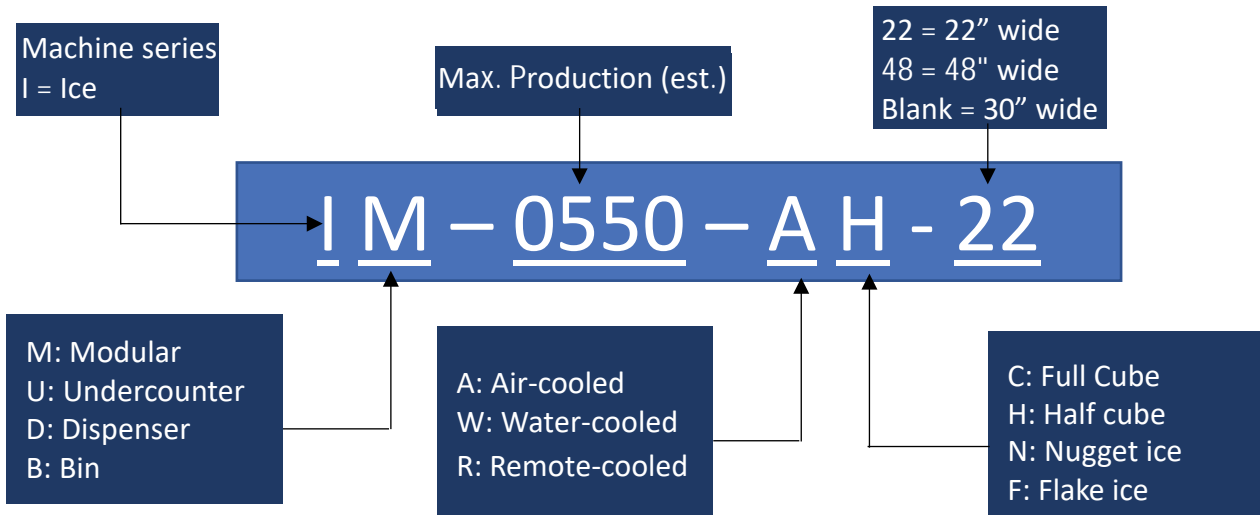 Machine series
I = Ice
Max. Production (est.)
22 = 22” wide
48 = 48" wide
Blank = 30” wide
I M – 0550 – A H - 22
M: Modular
U: Undercounter
D: Dispenser
B: Bin
A: Air-cooled
W: Water-cooled
R: Remote-cooled
C: Full Cube
H: Half cube
N: Nugget ice
F: Flake ice